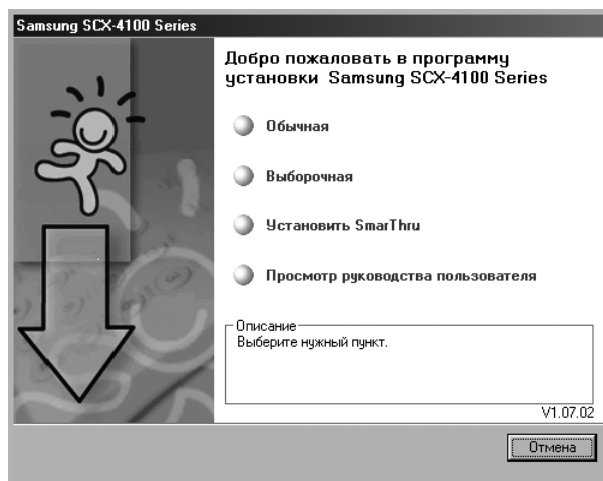 Samsung SCX-4100 Series
Добро пожаловать в программу
установки Samsung SCX-4100 Series
Обычная
Выборочная
Установить SmarThru
Просмотр руководства пользователя
Описание
Выберите нужный пункт.
V1.07.02
Отмена